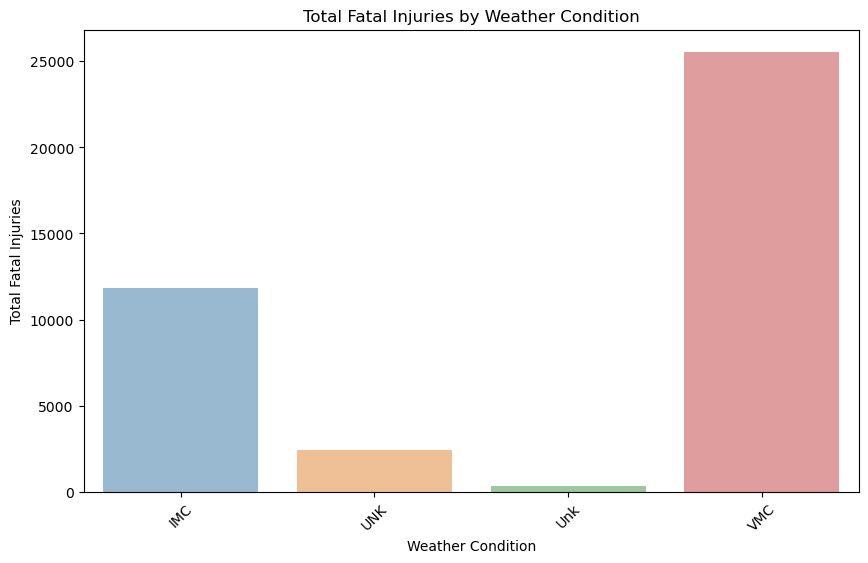 Total Fatal Injuries by Weather Condition
Total Fatal Injuries
25000
20000
15000
10000
5000
0
IMC
UNK
Unk
VMC
Weather Condition